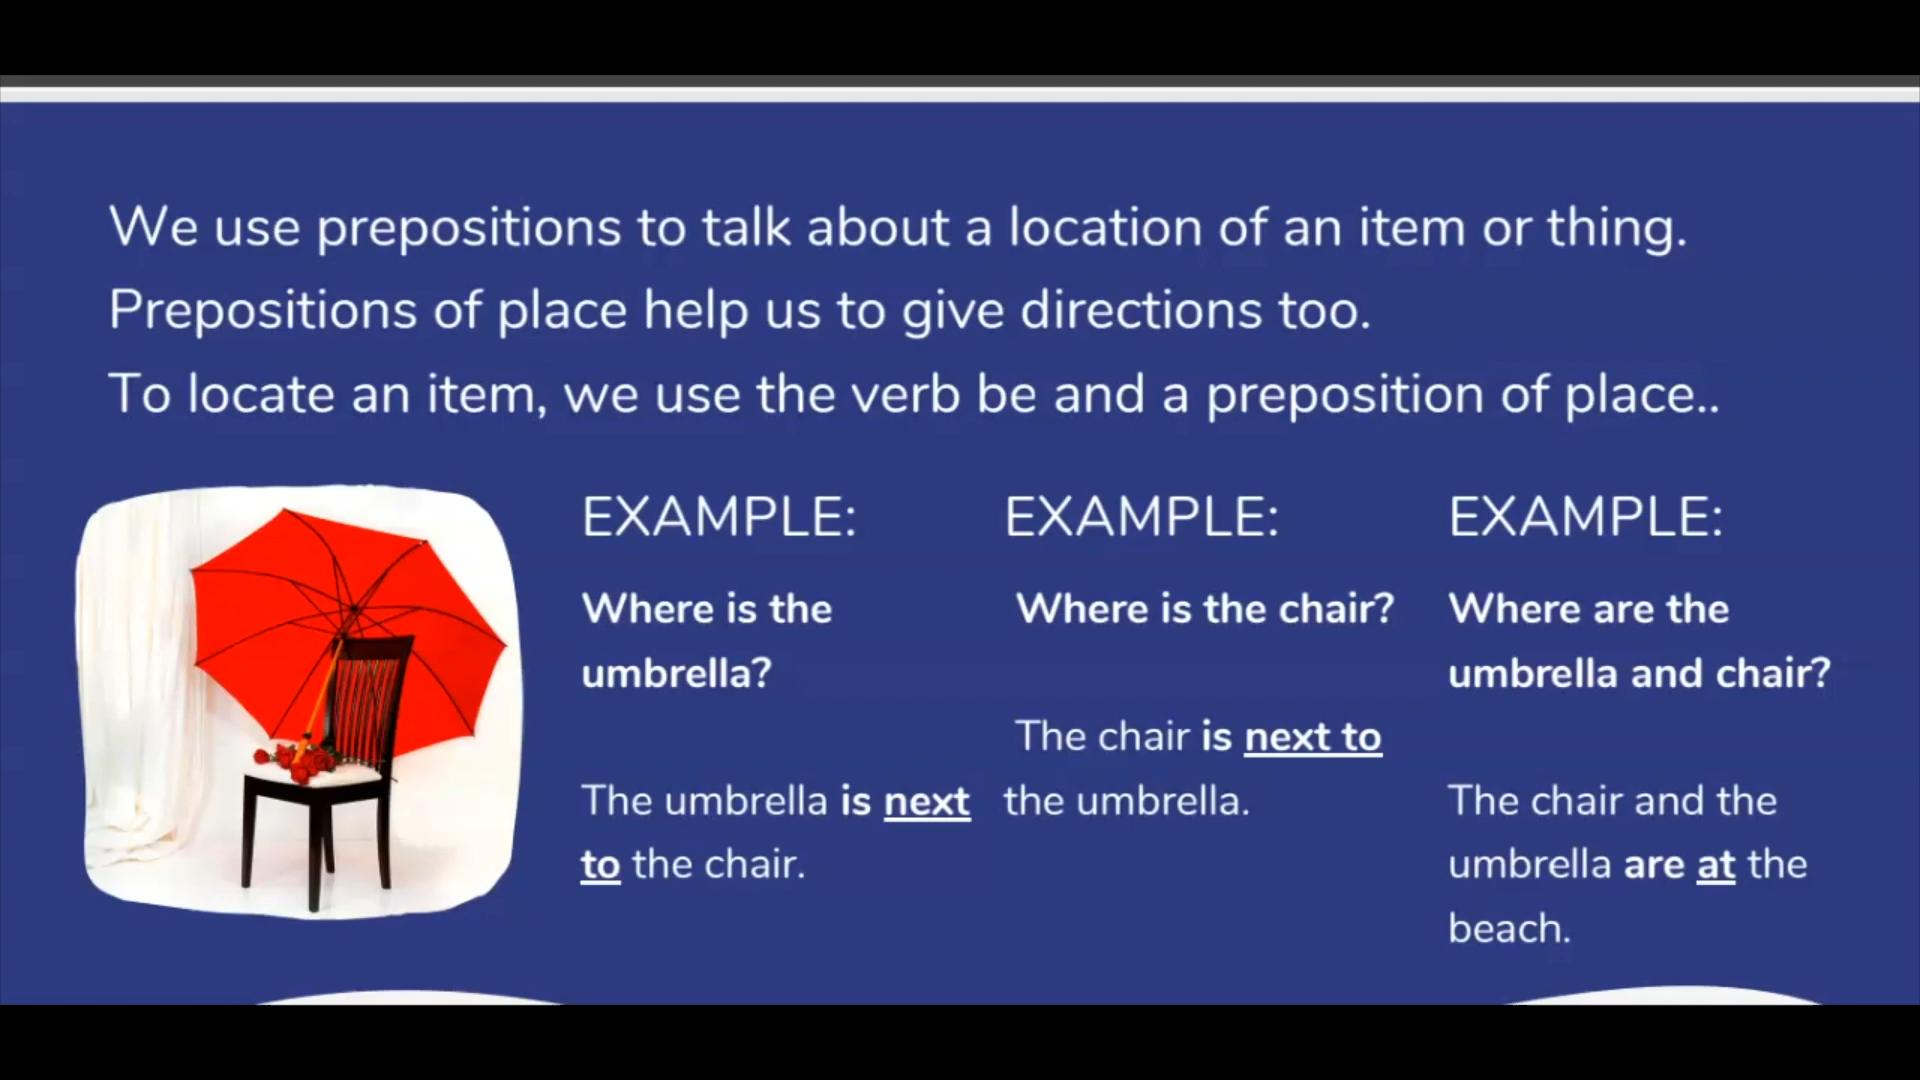 We use prepositions to talk about a location of an item or thing.
Prepositions of place help us to give directions too.
To locate an item, we use the verb be and a preposition of place..
EXAMPLE:
Where is the
umbrella?
The umbrella is next
to the chair.
EXAMPLE:
Where is the chair?
The chair is next to
the umbrella.
EXAMPLE:
Where are the
umbrella and chair?
The chair and the
umbrella are at the
beach.